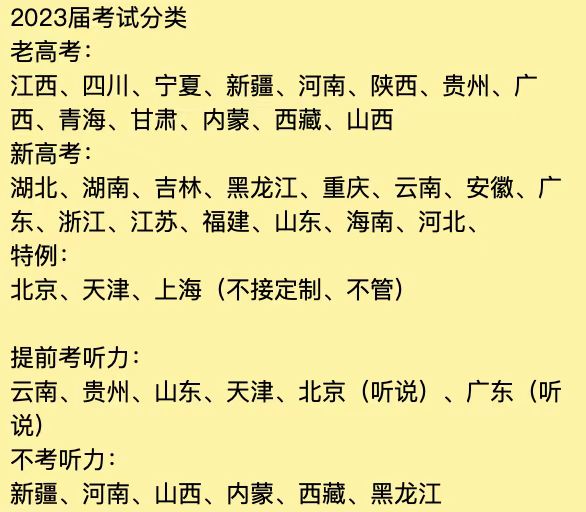 2023届考试分类
老高考：
江西、四川、宁夏、新疆、河南、陕西、贵州、广
西、青海、甘肃、内蒙、西藏、山西
新高考：
湖北、湖南、吉林、黑龙江、重庆、云南、安徽、广
东、浙江、江苏、福建、山东、海南、河北、
特例：
北京、天津、上海（不接定制、不管）
提前考听力：
云南、贵州、山东、天津、北京（听说）、广东（听
说）
不考听力：
新疆、河南、山西、内蒙、西藏、黑龙江